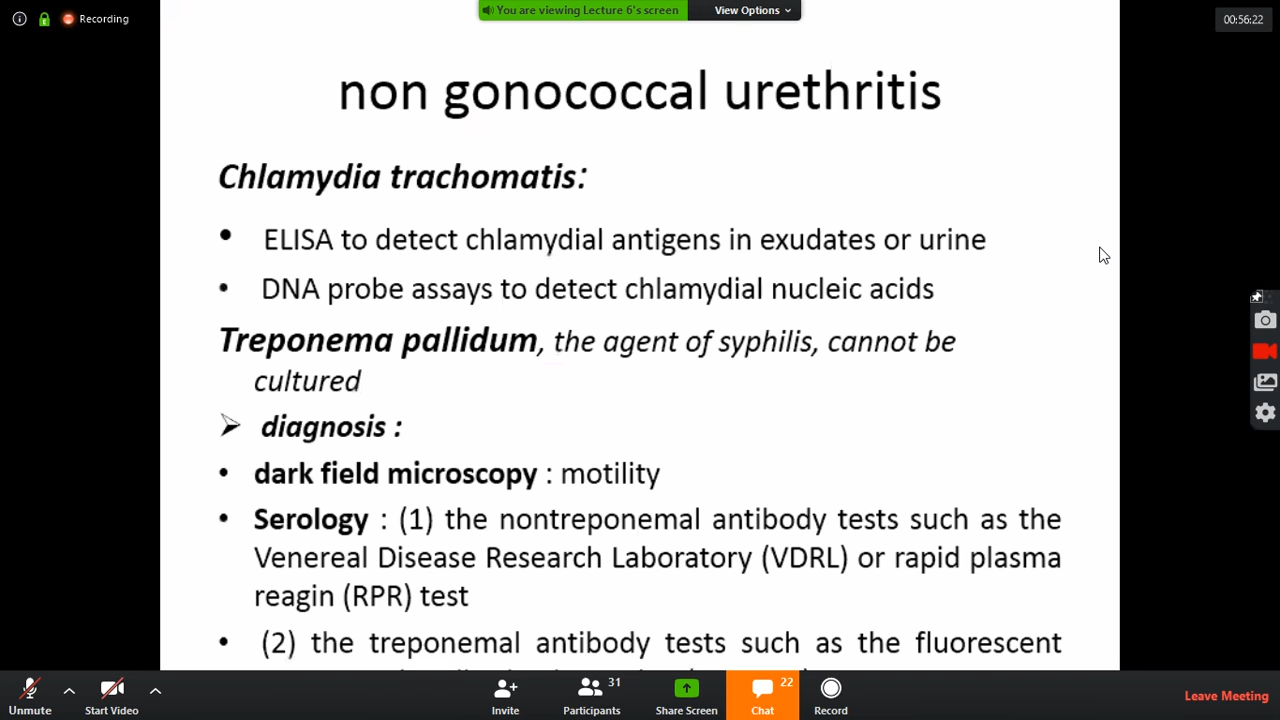 Recording
You are viewing Lecture 6's screen
View Options
00:56:22
non gonococcal urethritis
Chlamydia trachomatis:
• ELISA to detect chlamydial antigens in exudates or urine
• DNA probe assays to detect chlamydial nucleic acids
Treponema pallidum, the agent of syphilis, cannot be
cultured
➢ diagnosis :
• dark field microscopy : motility
• Serology : (1) the nontreponemal antibody tests such as the
Venereal Disease Research Laboratory (VDRL) or rapid plasma
reagin (RPR) test
• (2) the treponemal antibody tests such as the fluorescent
Unmute
Start Video
Invite
31
Participants
Share Screen
22
Chat
Record
Leave Meeting